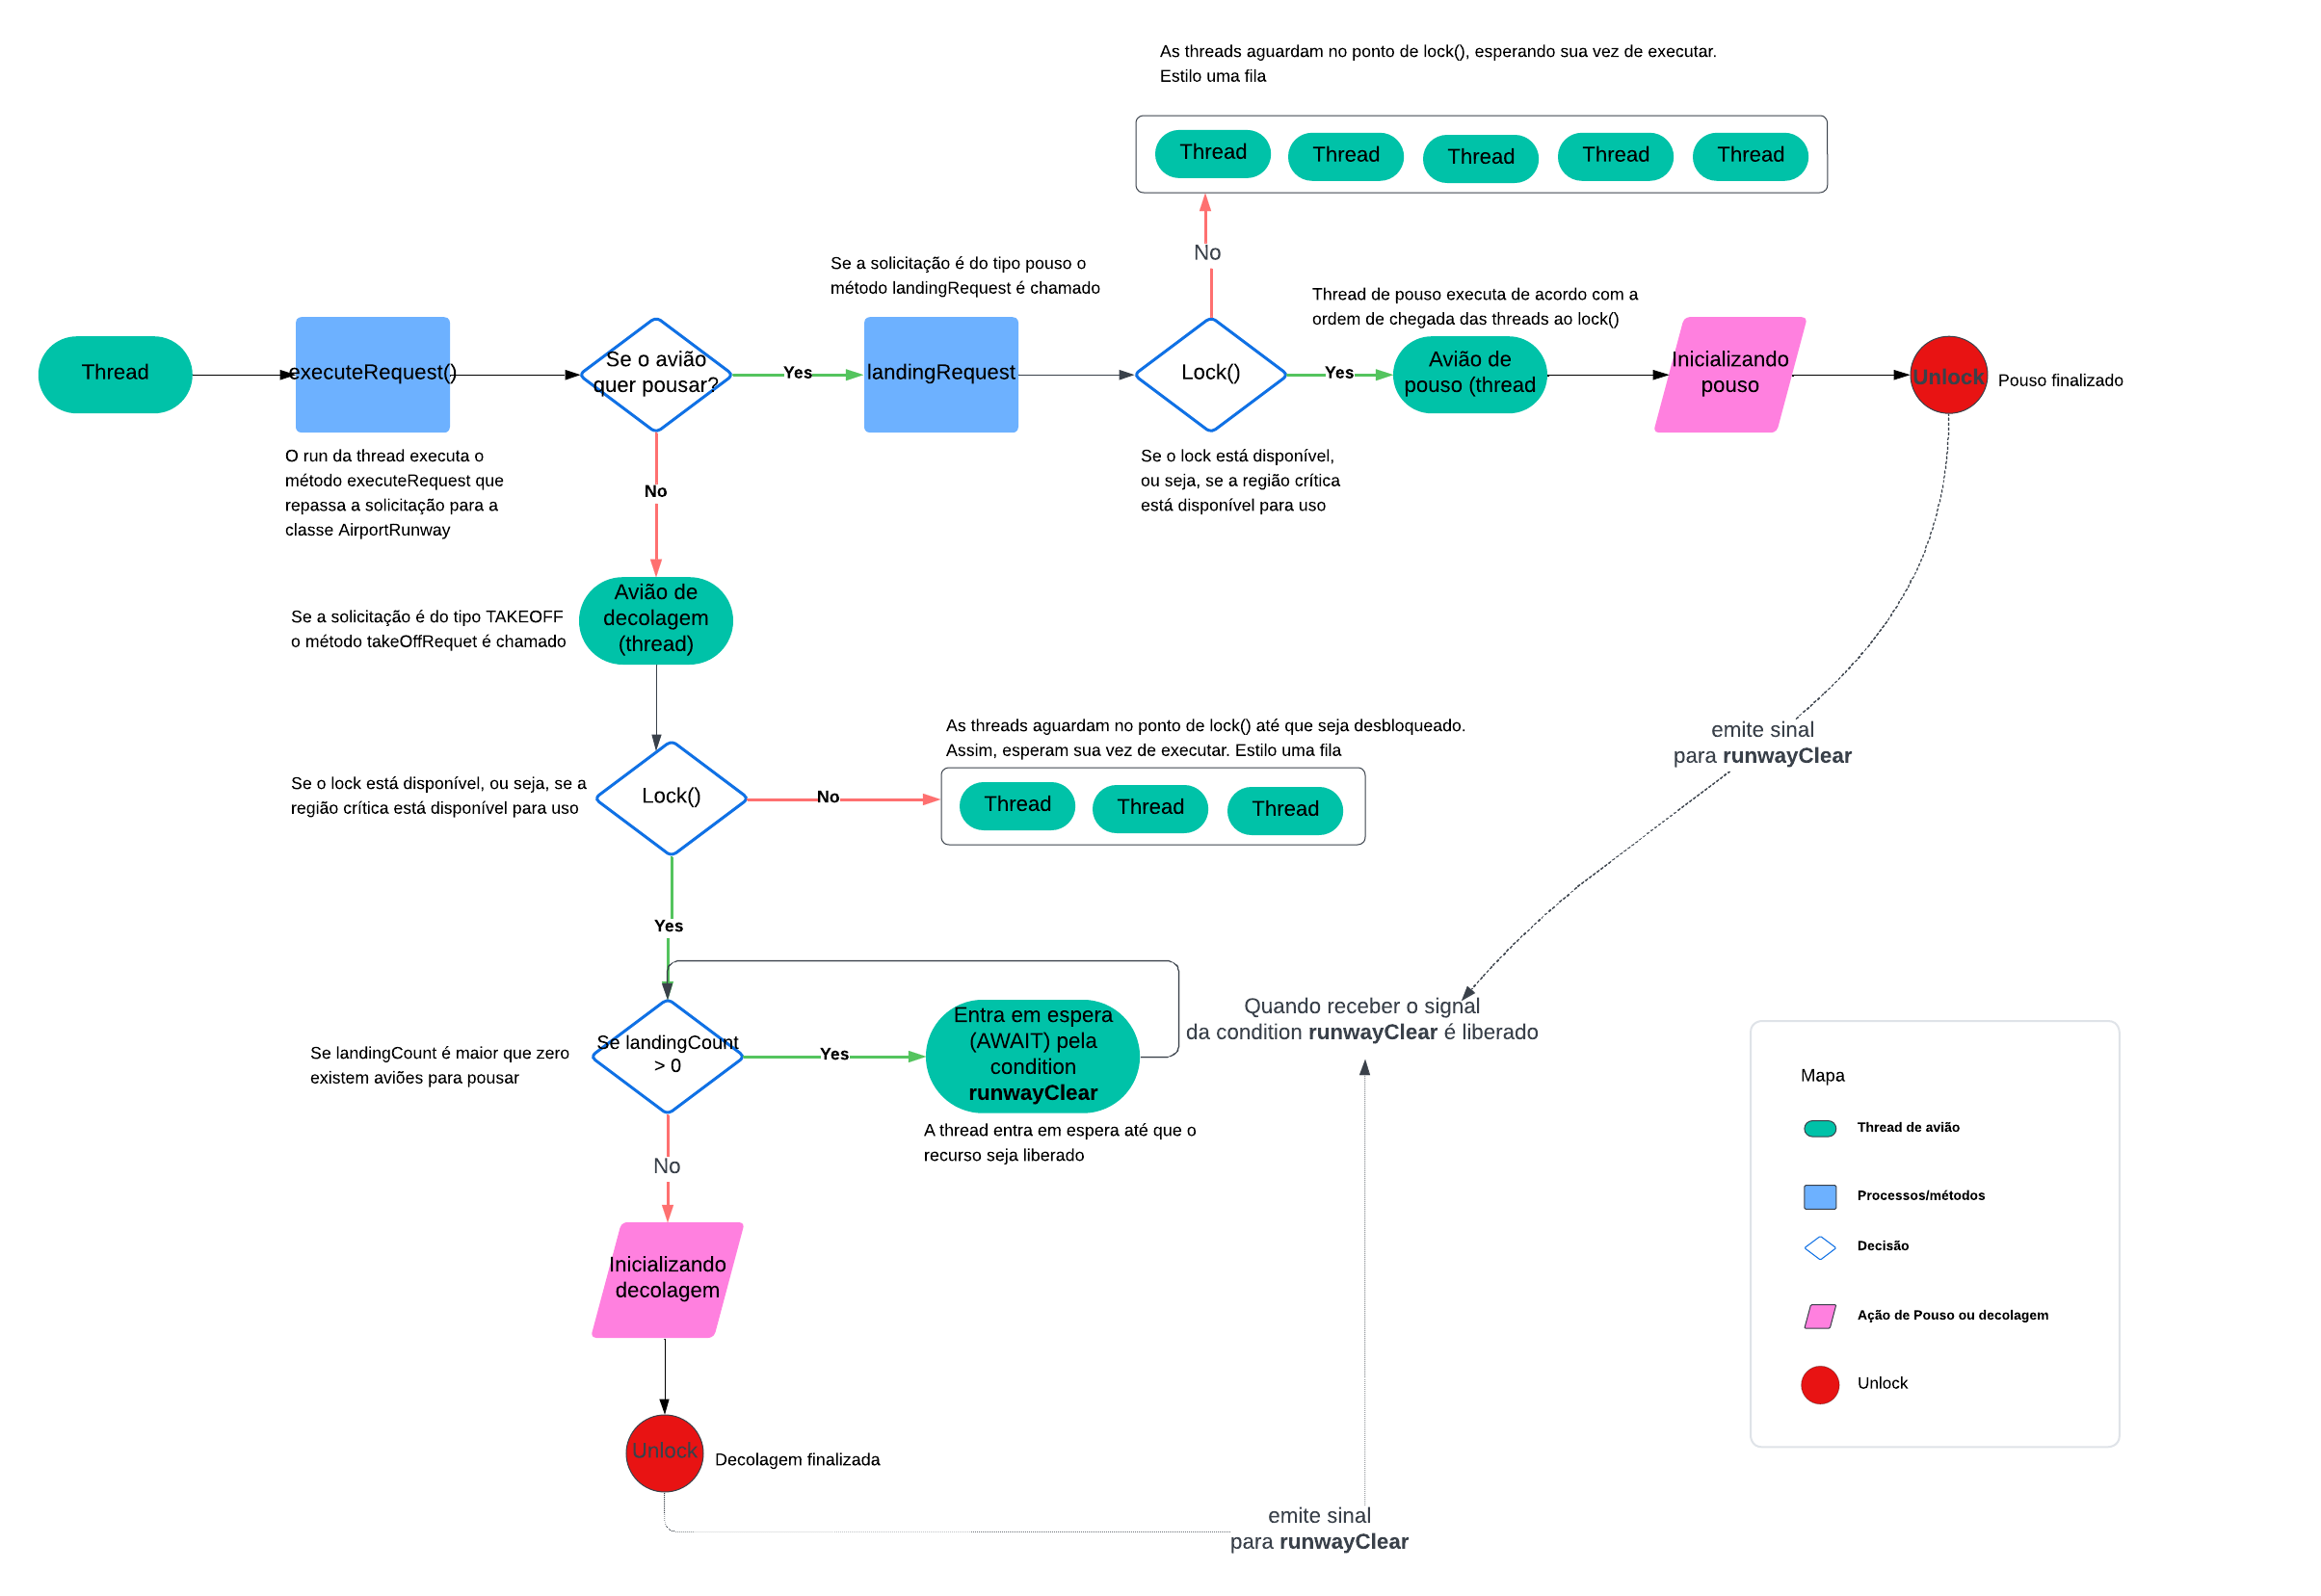 As threads aguardam no ponto de lock(), esperando sua vez de executar.
Estilo uma fila
Thread
Thread
Thread
Thread
Thread
No
Se a solicitação é do tipo pouso o
método landingRequest é chamado
Thread de pouso executa de acordo com a
ordem de chegada das threads ao lock()
Thread
executeRequest()
Se o avião
quer pousar?
Yes
landingRequest
Lock()
Yes
Avião de
pouso (thread
Inicializando
pouso
Unlock
Pouso finalizado
O run da thread executa o
método executeRequest que
repassa a solicitação para a
classe AirportRunway
Se o lock está disponível,
ou seja, se a região crítica
está disponível para uso
No
Se a solicitação é do tipo TAKEOFF
o método takeOffRequet é chamado
Avião de
decolagem
(thread)
emite sinal
para runwayClear
As threads aguardam no ponto de lock() até que seja desbloqueado.
Assim, esperam sua vez de executar. Estilo uma fila
Se o lock está disponível, ou seja, se a
região crítica está disponível para uso
Lock()
No
Thread
Thread
Thread
Yes
Se landingCount é maior que zero
existem aviões para pousar
Se landingCount
> 0
Yes
Entra em espera
(AWAIT) pela
condition
runwayClear
Quando receber o signal
da condition runwayClear é liberado
A thread entra em espera até que o
recurso seja liberado
No
Inicializando
decolagem
Unlock
Decolagem finalizada
emite sinal
para runwayClear
Mapa
Thread de avião
Processos/métodos
Decisão
Ação de Pouso ou decolagem
Unlock